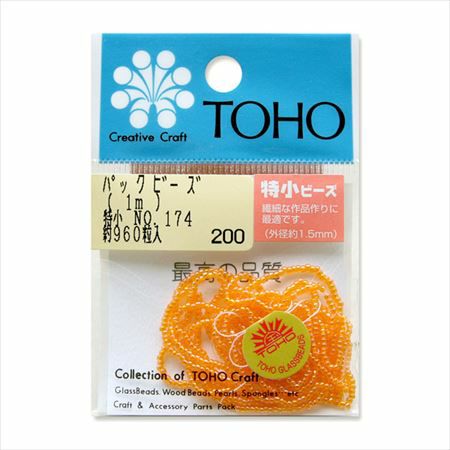 Creative Craft
TOHO
パックビーズ
(1m)
特小 NO.174
約960粒入
200
特小ビーズ
繊細な作品作りに
最適です。
(外径約1.5mm)
最高の品質
TOHO
TOHO GLASSBEADS
Collection of TOHO Craft
GlassBeads. Wood Beads. Pearls. Spongles etc
Craft & Accessory Parts Pack